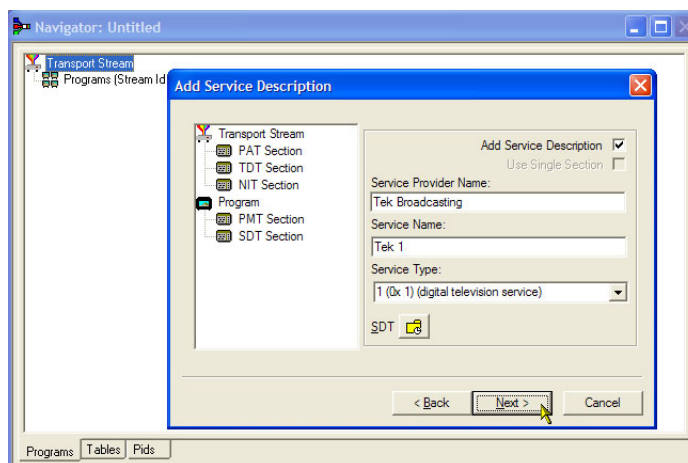 Navigator: Untitled
Transport Stream
Programs (Stream Id
Add Service Description
Transport Stream
PAT Section
TDT Section
NIT Section
Program
PMT Section
SDT Section
Add Service Description
Use Single Section
Service Provider Name:
Tek Broadcasting
Service Name:
Tek 1
Service Type:
1 (0x 1) (digital television service)
SDT
< Back
Next >
Cancel
Programs
Tables
Pids